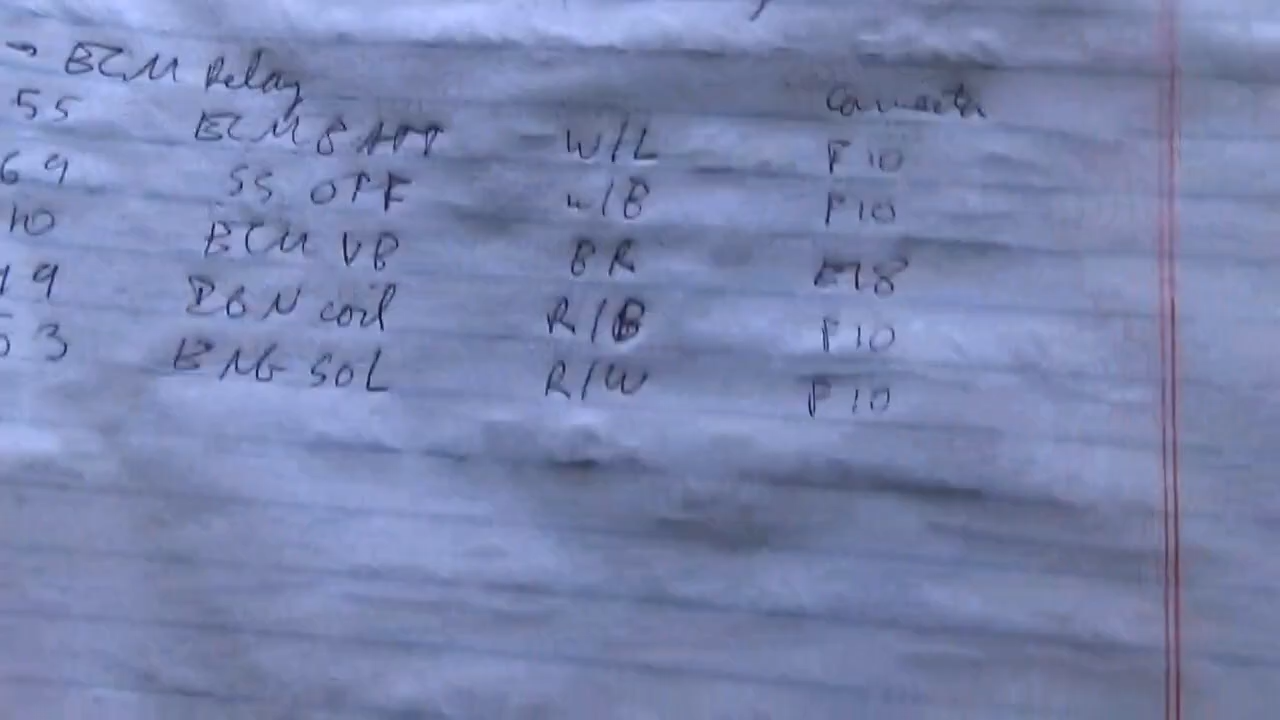 → ECM Relay
Connector
55 ECM BATT W/L F10
69 SS OFF W/B F10
10 ECM VB BR E18
49 IGN coil R/B F10
53 ENG SOL R/W F10